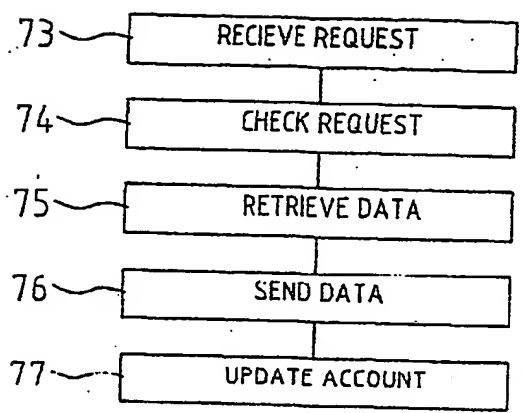 73 RECIEVE REQUEST
74 CHECK REQUEST
75 RETRIEVE DATA
76 SEND DATA
77 UPDATE ACCOUNT